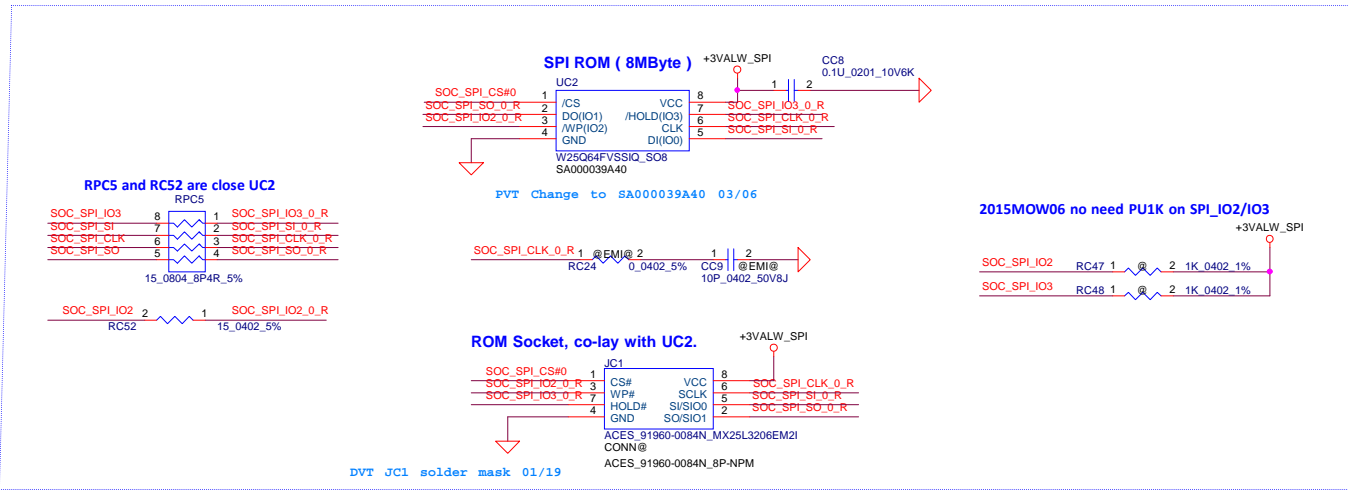 SPI ROM ( 8MByte )
+3VALW_SPI
CC8
0.1U_0201_10V6K
1 2
UC2
SOC_SPI_CS#0 1 /CS VCC 8
SOC_SPI_SO_0_R 2 DO(IO1) /HOLD(IO3) 7 SOC_SPI_IO3_0_R
SOC_SPI_IO2_0_R 3 /WP(IO2) CLK 6 SOC_SPI_CLK_0_R
4 GND DI(IO0) 5 SOC_SPI_SI_0_R
W25Q64FVSSIQ_SO8
SA000039A40
PVT Change to SA000039A40 03/06
RPC5 and RC52 are close UC2
RPC5
SOC_SPI_IO3 8 1 SOC_SPI_IO3_0_R
SOC_SPI_SI 7 2 SOC_SPI_SI_0_R
SOC_SPI_CLK 6 3 SOC_SPI_CLK_0_R
SOC_SPI_SO 5 4 SOC_SPI_SO_0_R
15_0804_8P4R_5%
SOC_SPI_IO2 2 1 SOC_SPI_IO2_0_R
RC52 15_0402_5%
SOC_SPI_CLK_0_R 1 @EMI@ 2 1 2
RC24 0_0402_5% CC9 @EMI@
10P_0402_50V8J
2015MOW06 no need PU1K on SPI_IO2/IO3
+3VALW_SPI
SOC_SPI_IO2 RC47 1 @ 2 1K_0402_1%
SOC_SPI_IO3 RC48 1 @ 2 1K_0402_1%
ROM Socket, co-lay with UC2.
+3VALW_SPI
JC1
SOC_SPI_CS#0 1 CS# VCC 8
SOC_SPI_IO2_0_R 3 WP# SCLK 6 SOC_SPI_CLK_0_R
SOC_SPI_IO3_0_R 7 HOLD# SI/SIO0 5 SOC_SPI_SI_0_R
4 GND SO/SIO1 2 SOC_SPI_SO_0_R
ACES_91960-0084N_MX25L3206EM2I
CONN@
ACES_91960-0084N_8P-NPM
DVT JC1 solder mask 01/19